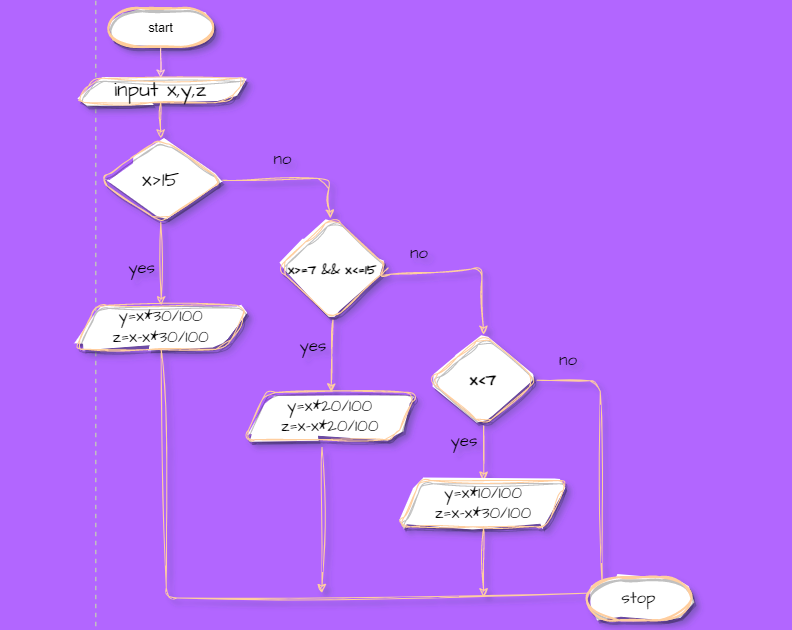 start
input x,y,z
x>15
no
yes
y=x*30/100
z=x-x*30/100
x>=7 && x<=15
no
yes
y=x*20/100
z=x-x*20/100
x<7
no
yes
y=x*10/100
z=x-x*30/100
stop